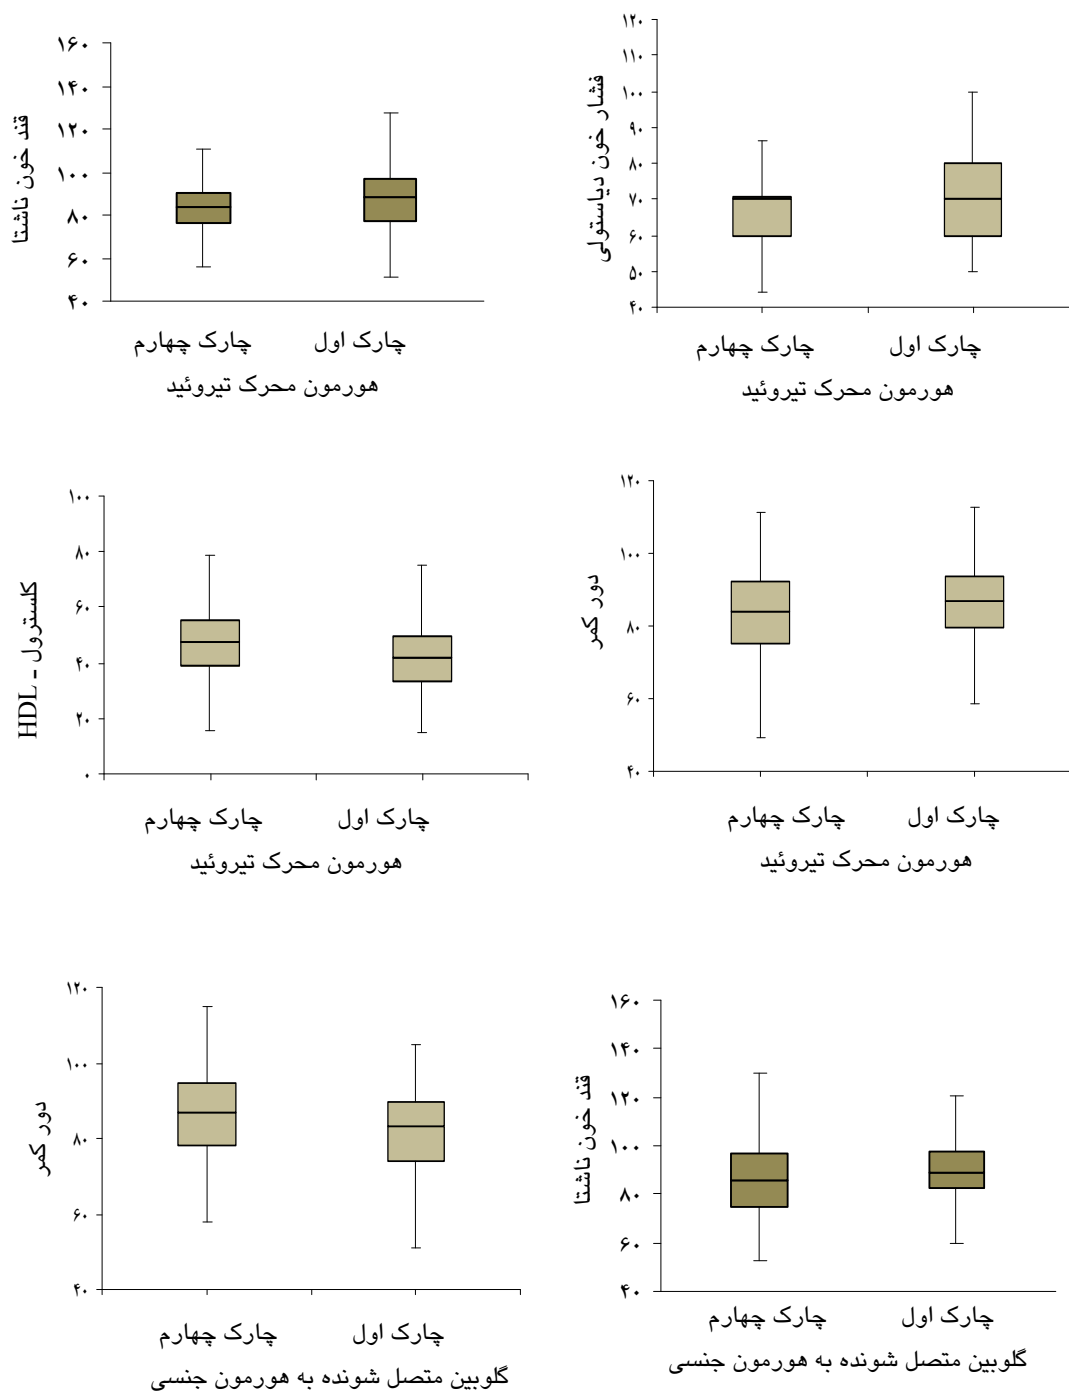 قند خون ناشتا
۱۶۰
۱۴۰
۱۲۰
۱۰۰
۸۰
۶۰
۴۰
چارک چهارم
چارک اول
هورمون محرک تیروئید
فشار خون دیاستولی
۱۲۰
۱۱۰
۱۰۰
۹۰
۸۰
۷۰
۶۰
۵۰
۴۰
چارک چهارم
چارک اول
هورمون محرک تیروئید
کلسترول - HDL
۱۰۰
۸۰
۶۰
۴۰
۲۰
۰
چارک چهارم
چارک اول
هورمون محرک تیروئید
دور کمر
۱۲۰
۱۰۰
۸۰
۶۰
۴۰
چارک چهارم
چارک اول
هورمون محرک تیروئید
دور کمر
۱۲۰
۱۰۰
۸۰
۶۰
۴۰
چارک چهارم
چارک اول
گلوبین متصل شونده به هورمون جنسی
قند خون ناشتا
۱۶۰
۱۴۰
۱۲۰
۱۰۰
۸۰
۶۰
۴۰
چارک چهارم
چارک اول
گلوبین متصل شونده به هورمون جنسی